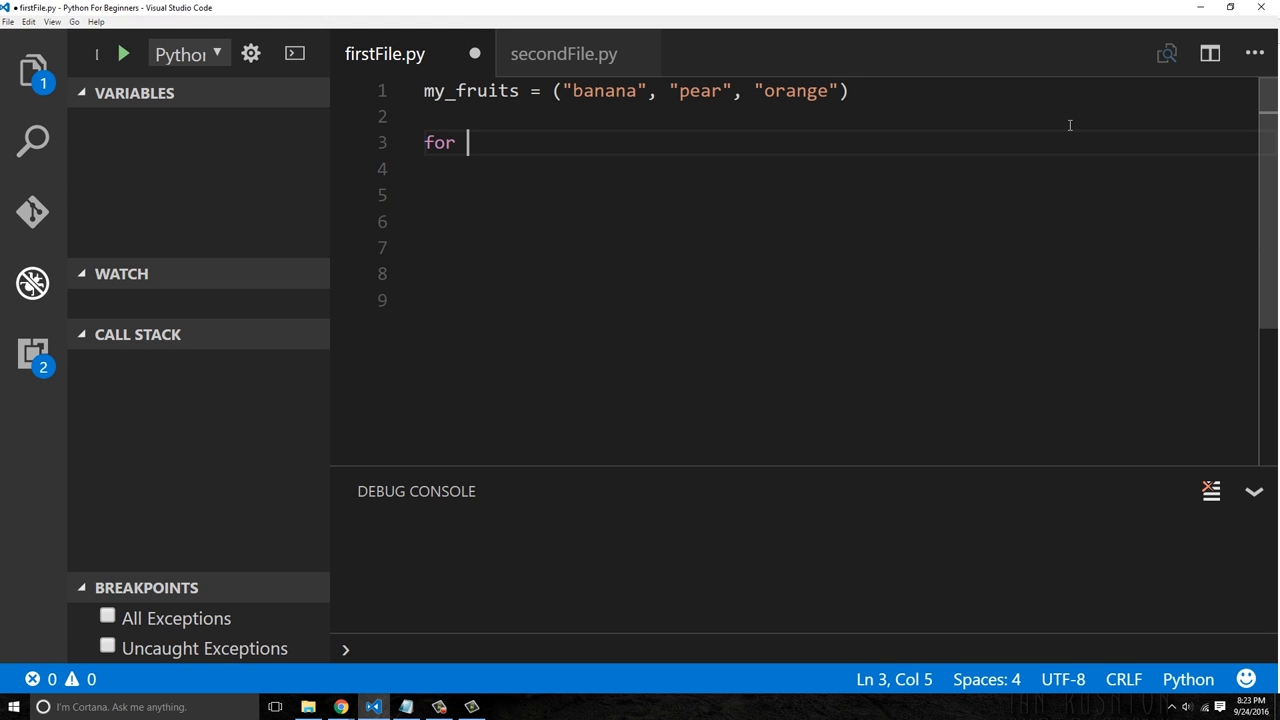 ● firstFile.py - Python For Beginners - Visual Studio Code
File Edit View Go Help
Python
firstFile.py
secondFile.py
VARIABLES
WATCH
CALL STACK
BREAKPOINTS
All Exceptions
Uncaught Exceptions
1
2
1 my_fruits = ("banana", "pear", "orange")
2
3 for
4
5
6
7
8
9
DEBUG CONSOLE
0 0
Ln 3, Col 5
Spaces: 4
UTF-8
CRLF
Python
I'm Cortana. Ask me anything.
8:23 PM
9/24/2016